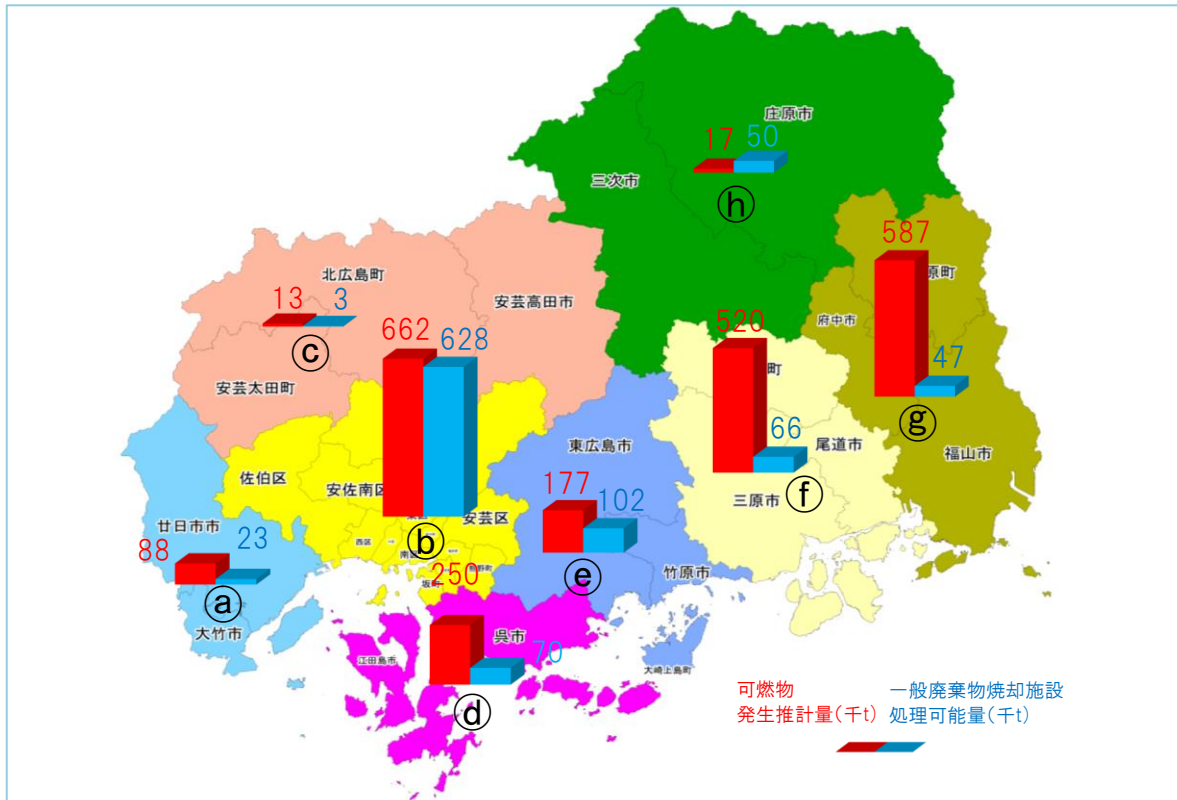 庄原市
17
50
三次市
ⓗ
587
原町
北広島町
安芸高田市
13
3
662
628
520
府中市
町
ⓒ
47
安芸太田町
ⓖ
東広島市
66
尾道市
福山市
佐伯区
安佐南区
177
102
三原市
ⓕ
安芸区
廿日市市
ⓑ
西区
南区
88
23
250
坂町
熊野町
ⓔ
竹原市
ⓐ
大竹市
呉市
江田島市
70
大崎上島町
ⓓ
可燃物
発生推計量(千t)
一般廃棄物焼却施設
処理可能量(千t)